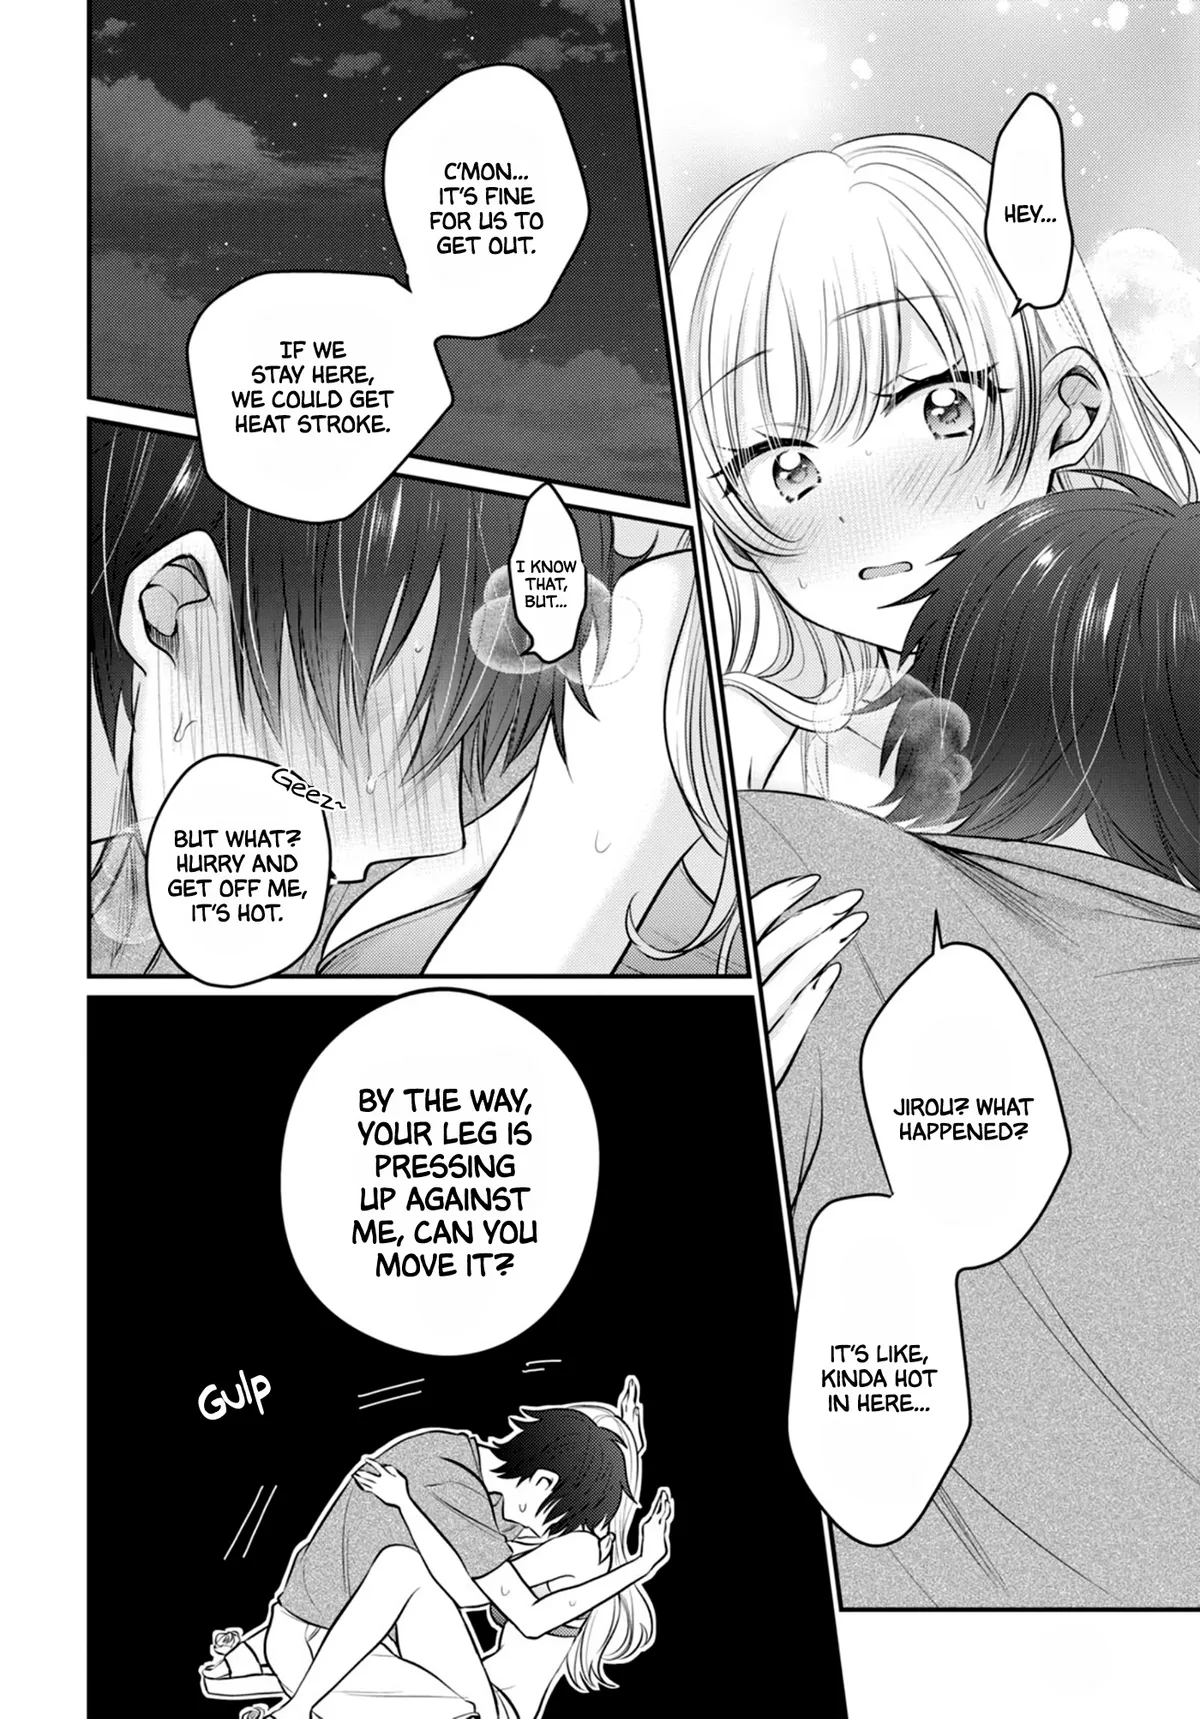 HEY...
JIROU? WHAT
HAPPENED?
IT'S LIKE,
KINDA HOT
IN HERE...
C'MON...
IT'S FINE
FOR US TO
GET OUT.
IF WE
STAY HERE,
WE COULD GET
HEAT STROKE.
I KNOW
THAT,
BUT...
Geez~
BUT WHAT?
HURRY AND
GET OFF ME,
IT'S HOT.
BY THE WAY,
YOUR LEG IS
PRESSING
UP AGAINST
ME, CAN YOU
MOVE IT?
Gulp